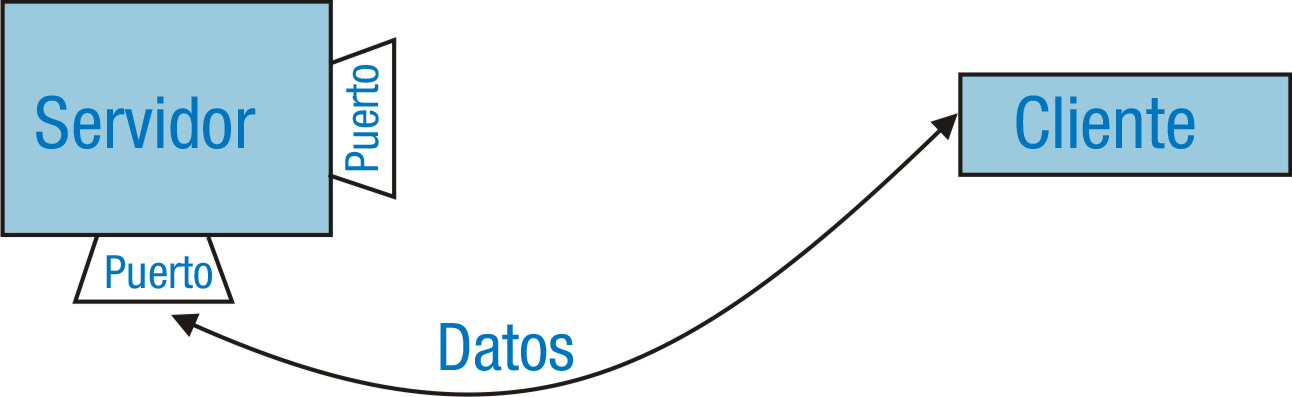 Servidor
Puerto
Puerto
Datos
Cliente